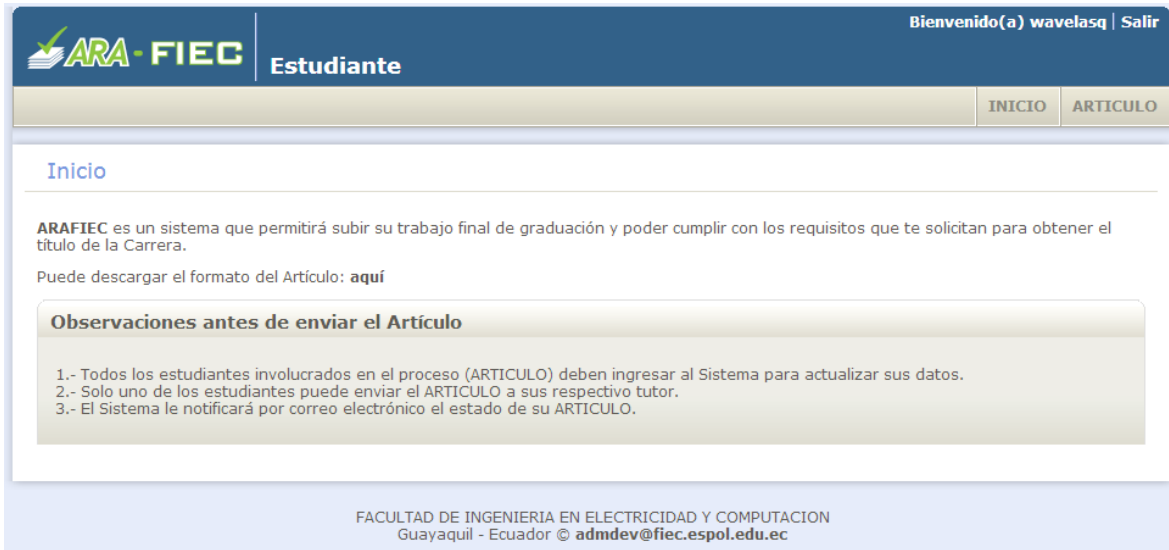 Bienvenido(a) wavelasq | Salir
ARA - FIEC
Estudiante
INICIO ARTICULO
Inicio
ARAFIEC es un sistema que permitirá subir su trabajo final de graduación y poder cumplir con los requisitos que te solicitan para obtener el
título de la Carrera.
Puede descargar el formato del Artículo: aquí
Observaciones antes de enviar el Artículo
1.- Todos los estudiantes involucrados en el proceso (ARTICULO) deben ingresar al Sistema para actualizar sus datos.
2.- Solo uno de los estudiantes puede enviar el ARTICULO a sus respectivo tutor.
3.- El Sistema le notificará por correo electrónico el estado de su ARTICULO.
FACULTAD DE INGENIERIA EN ELECTRICIDAD Y COMPUTACION
Guayaquil - Ecuador © admdev@fiec.espol.edu.ec